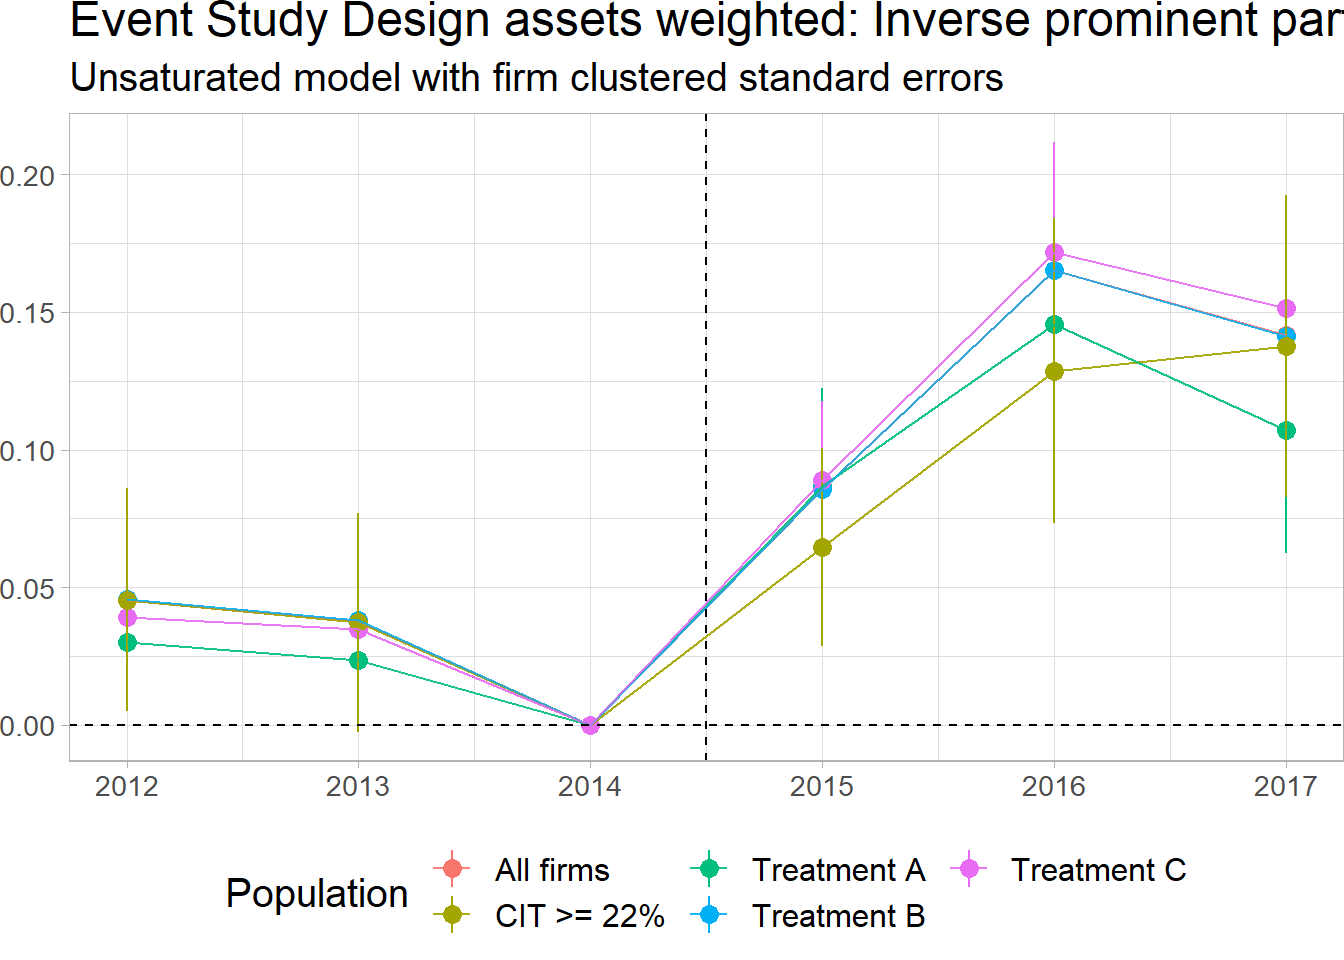 Event Study Design assets weighted: Inverse prominent par
Unsaturated model with firm clustered standard errors
0.20
0.15
0.10
0.05
0.00
2012 2013 2014 2015 2016 2017
Population
All firms Treatment A Treatment C
CIT >= 22% Treatment B